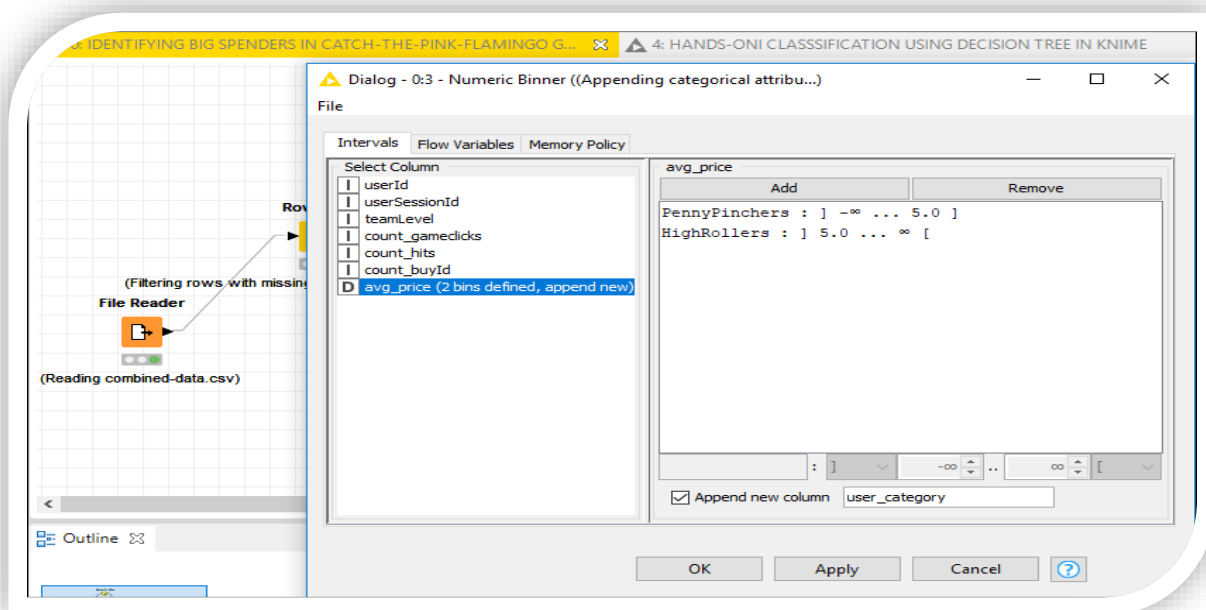 : IDENTIFYING BIG SPENDERS IN CATCH-THE-PINK-FLAMINGO G...
4: HANDS-ONI CLASSSIFICATION USING DECISION TREE IN KNIME
Dialog - 0:3 - Numeric Binner ((Appending categorical attribu...)
File
Intervals Flow Variables Memory Policy
Select Column
I userId
I userSessionId
I teamLevel
I count_gameclicks
I count_hits
I count_buyId
D avg_price (2 bins defined, append new)
avg_price
Add Remove
PennyPinchers : ] -∞ ... 5.0 ]
HighRollers : ] 5.0 ... ∞ [
: ] -∞ .. ∞ [
Append new column user_category
OK Apply Cancel ?
Row
(Filtering rows with missin
File Reader
(Reading combined-data.csv)
Outline